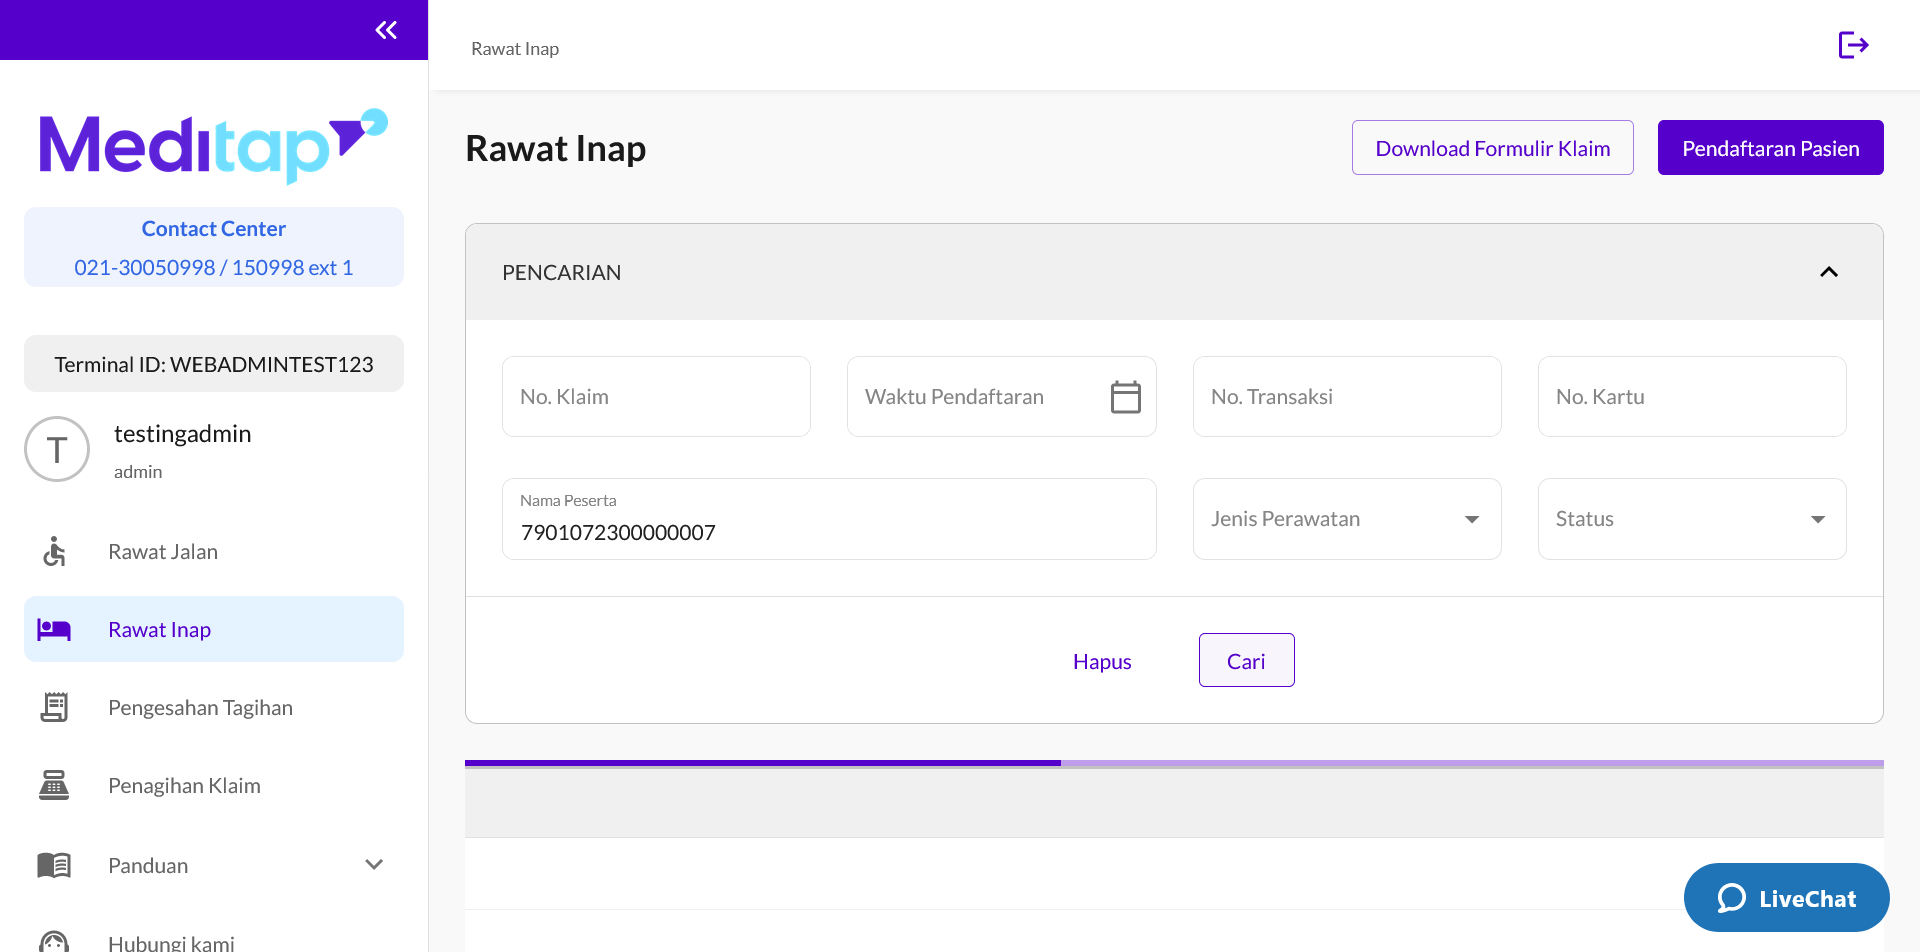 Rawat Inap
Meditap
Contact Center
021-30050998 / 150998 ext 1
Terminal ID: WEBADMINTEST123
T
testingadmin
admin
Rawat Jalan
Rawat Inap
Pengesahan Tagihan
Penagihan Klaim
Panduan
Hubungi kami
Rawat Inap
Download Formulir Klaim
Pendaftaran Pasien
PENCARIAN
No. Klaim
Waktu Pendaftaran
No. Transaksi
No. Kartu
Nama Peserta
7901072300000007
Jenis Perawatan
Status
Hapus
Cari
LiveChat